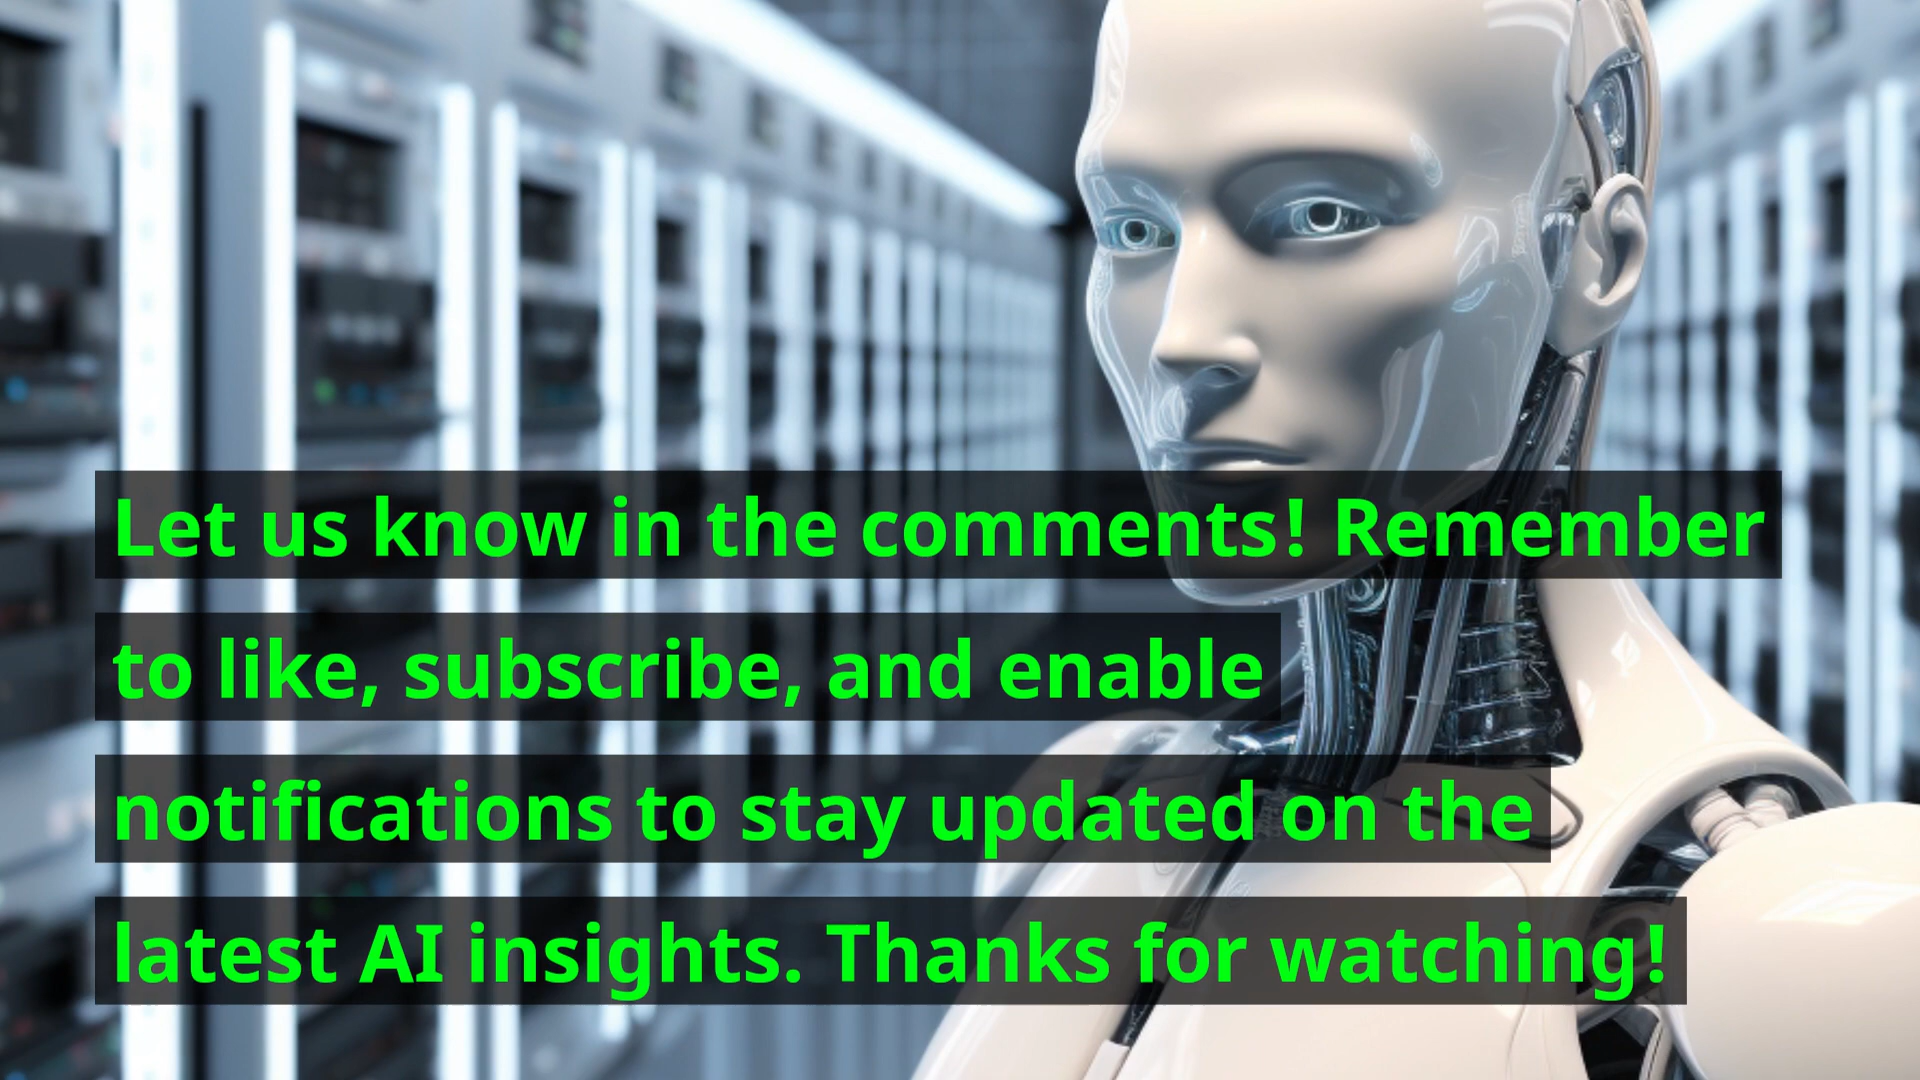 Let us know in the comments! Remember
to like, subscribe, and enable
notifications to stay updated on the
latest AI insights. Thanks for watching!